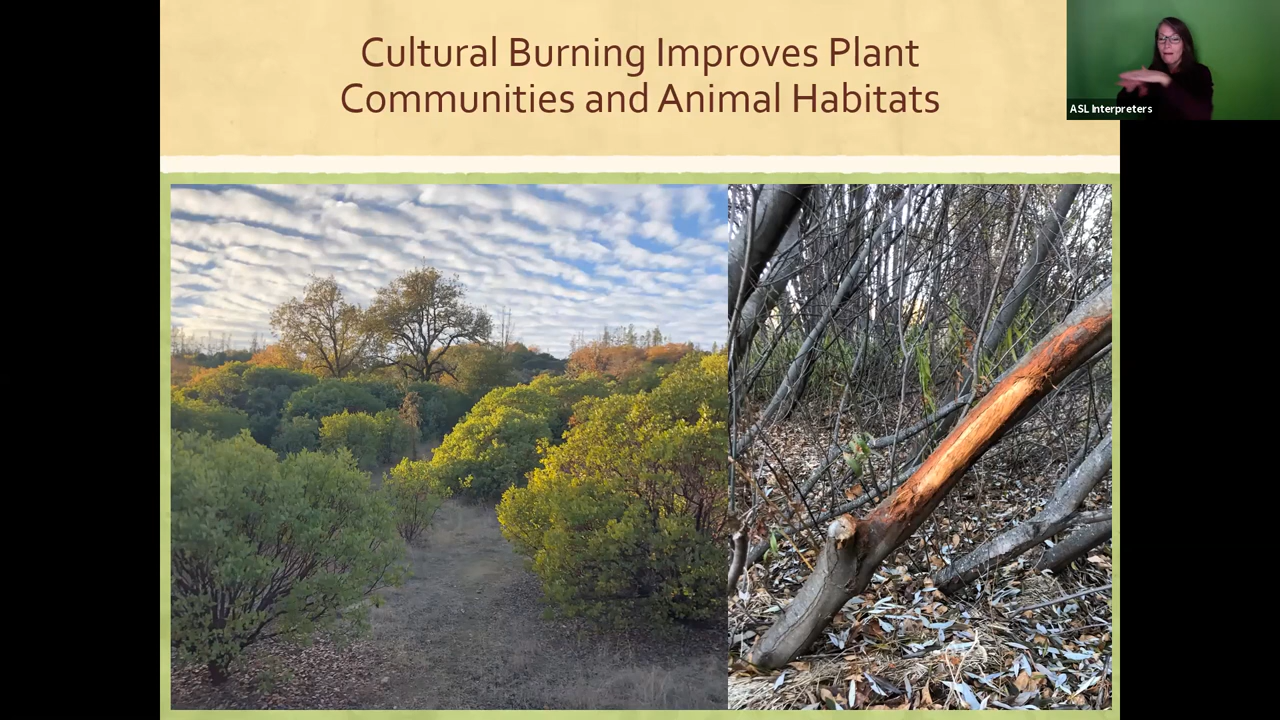 Cultural Burning Improves Plant
Communities and Animal Habitats
ASL Interpreters